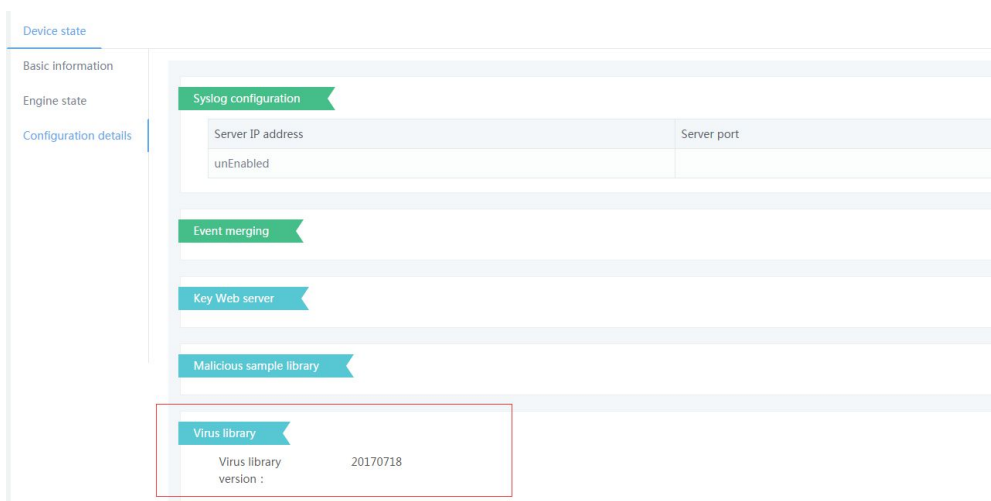 Device state
Basic information
Engine state
Configuration details
Syslog configuration
Server IP address Server port
unEnabled
Event merging
Key Web server
Malicious sample library
Virus library
Virus library 20170718
version :